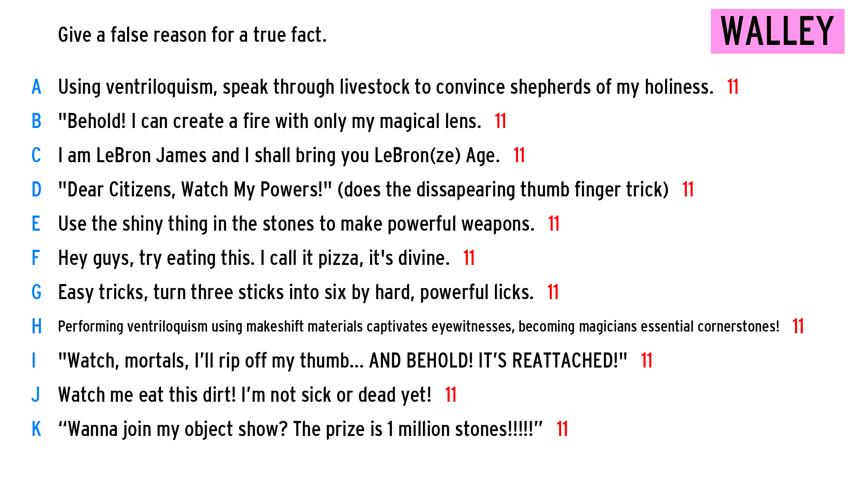 Give a false reason for a true fact.
WALLEY
A Using ventriloquism, speak through livestock to convince shepherds of my holiness. 11
B "Behold! I can create a fire with only my magical lens. 11
C I am LeBron James and I shall bring you LeBron(ze) Age. 11
D "Dear Citizens, Watch My Powers!" (does the dissapearing thumb finger trick) 11
E Use the shiny thing in the stones to make powerful weapons. 11
F Hey guys, try eating this. I call it pizza, it's divine. 11
G Easy tricks, turn three sticks into six by hard, powerful licks. 11
H Performing ventriloquism using makeshift materials captivates eyewitnesses, becoming magicians essential cornerstones! 11
I "Watch, mortals, I’ll rip off my thumb... AND BEHOLD! IT’S REATTACHED!" 11
J Watch me eat this dirt! I’m not sick or dead yet! 11
K “Wanna join my object show? The prize is 1 million stones!!!!!” 11